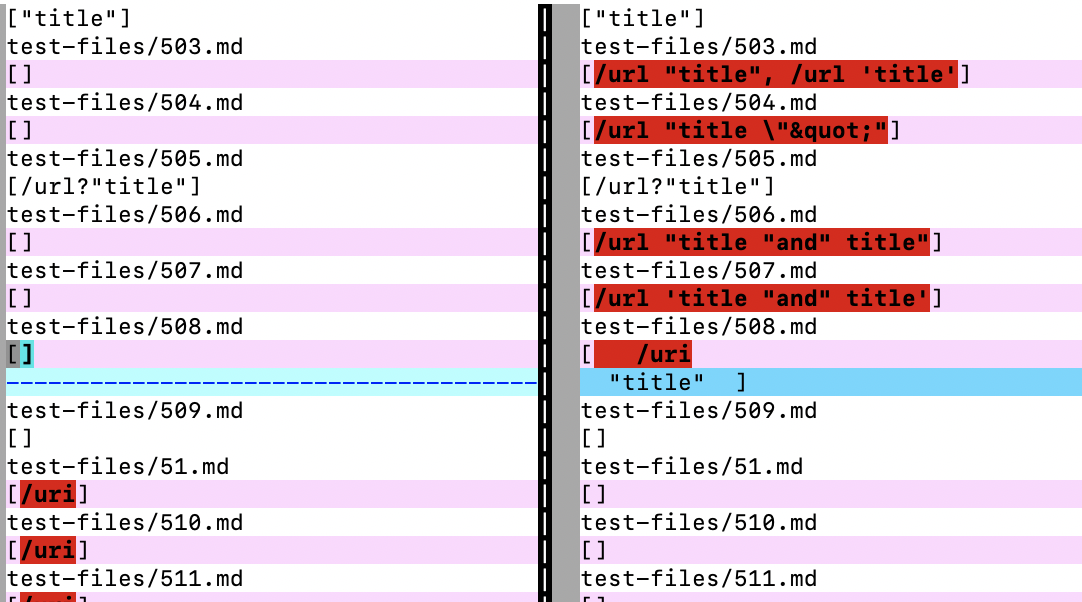 ["title"]
test-files/503.md
[]
test-files/504.md
[]
test-files/505.md
[/url?"title"]
test-files/506.md
[]
test-files/507.md
[]
test-files/508.md
[]
--------------------------------------
test-files/509.md
[]
test-files/51.md
[/uri]
test-files/510.md
[/uri]
test-files/511.md
[/uri]
["title"]
test-files/503.md
[/url "title", /url 'title']
test-files/504.md
[/url "title \"&quot;"]
test-files/505.md
[/url?"title"]
test-files/506.md
[/url "title "and" title"]
test-files/507.md
[/url 'title "and" title']
test-files/508.md
[   /uri
  "title"  ]
test-files/509.md
[]
test-files/51.md
[]
test-files/510.md
[]
test-files/511.md
[]